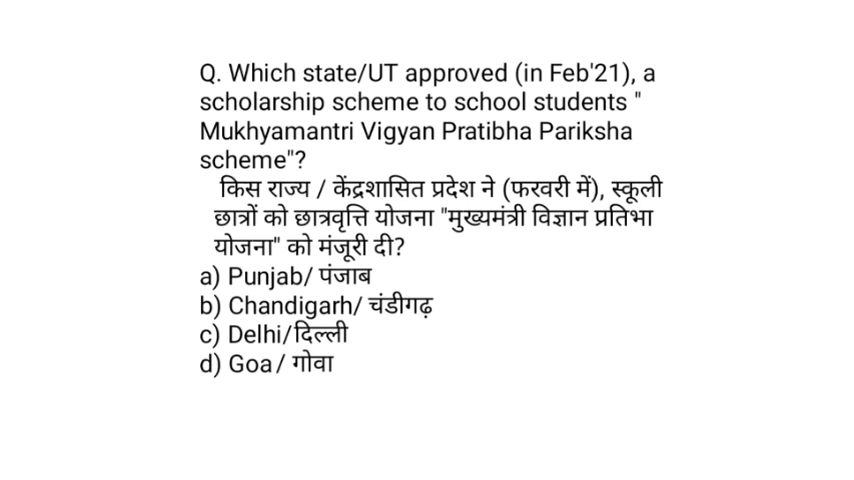 Q. Which state/UT approved (in Feb'21), a
scholarship scheme to school students "
Mukhyamantri Vigyan Pratibha Pariksha
scheme"?
किस राज्य / केंद्रशासित प्रदेश ने (फरवरी में), स्कूली
छात्रों को छात्रवृत्ति योजना "मुख्यमंत्री विज्ञान प्रतिभा
योजना" को मंजूरी दी?
a) Punjab/ पंजाब
b) Chandigarh/ चंडीगढ़
c) Delhi/दिल्ली
d) Goa/ गोवा